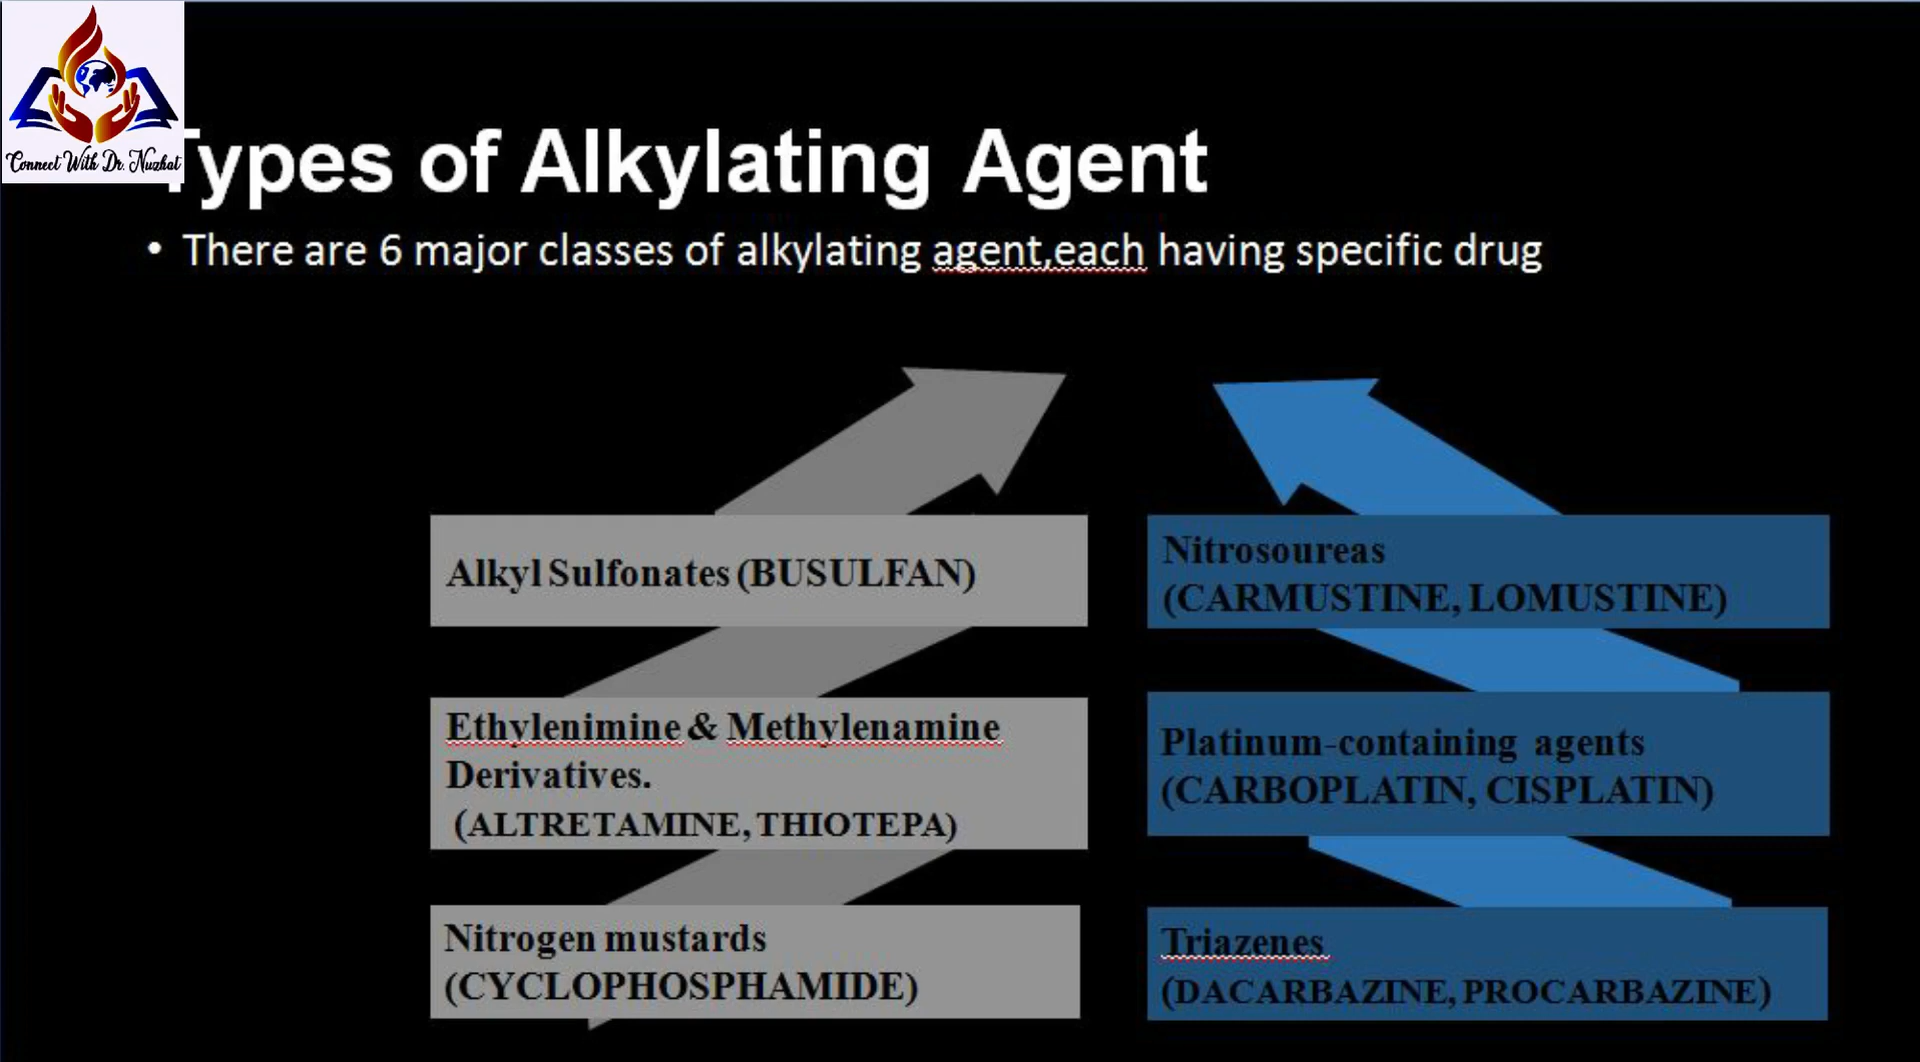 Connect With Dr. Nuzhat
Types of Alkylating Agent
• There are 6 major classes of alkylating agent,each having specific drug
Alkyl Sulfonates (BUSULFAN)
Ethylenimine & Methylenamine
Derivatives.
(ALTRETAMINE, THIOTEPA)
Nitrogen mustards
(CYCLOPHOSPHAMIDE)
Nitrosoureas
(CARMUSTINE, LOMUSTINE)
Platinum-containing agents
(CARBOPLATIN, CISPLATIN)
Triazenes
(DACARBAZINE, PROCARBAZINE)